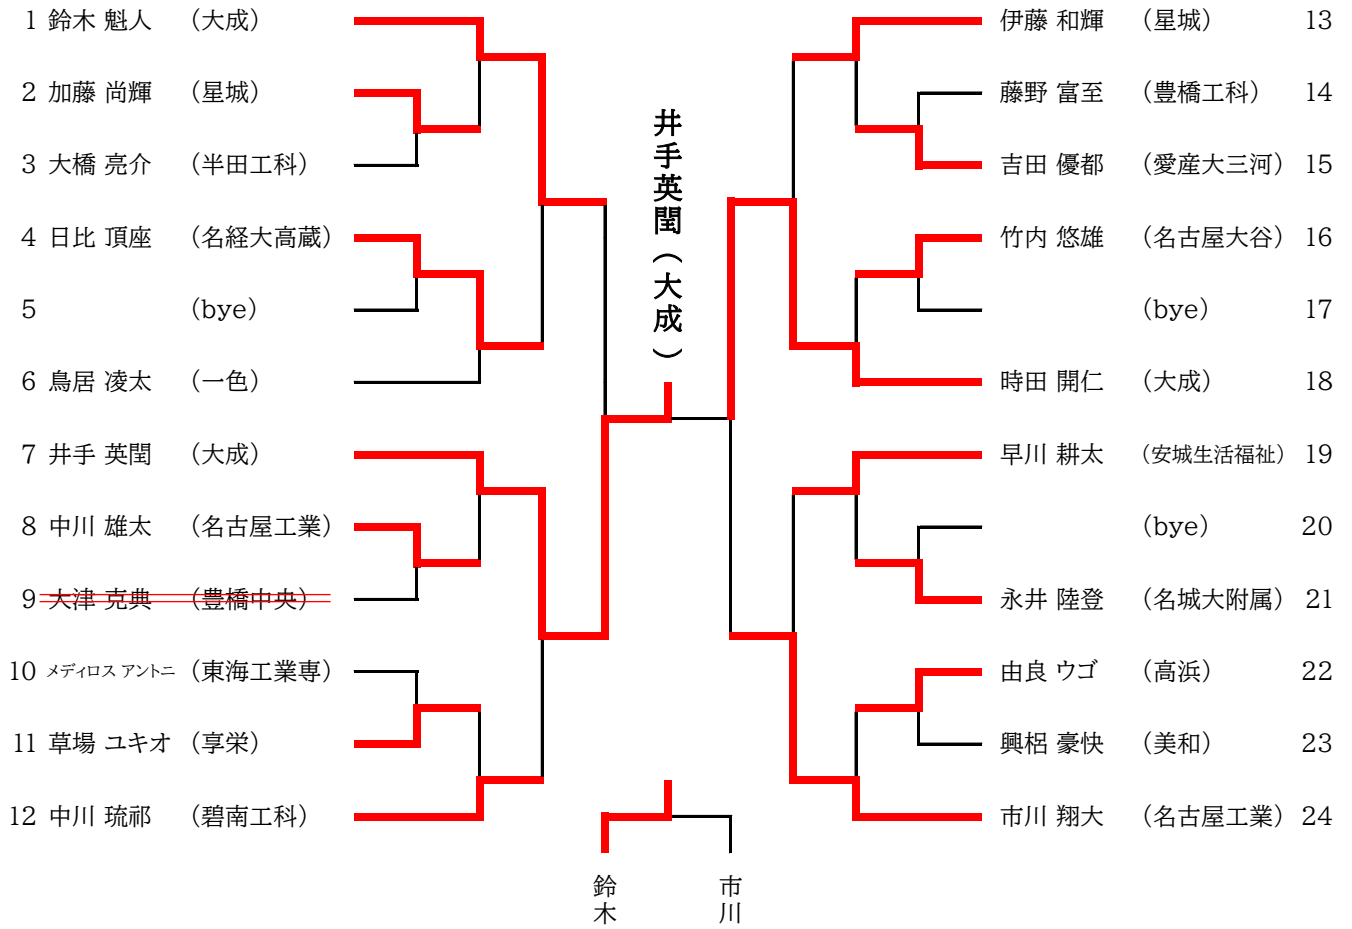 1 鈴木 魁人 （大成）
2 加藤 尚輝 （星城）
3 大橋 亮介 （半田工科）
4 日比 頂座 （名経大高蔵）
5 （bye）
6 鳥居 凌太 （一色）
7 井手 英閏 （大成）
8 中川 雄太 （名古屋工業）
9 大津 克典 （豊橋中央）
10 メディロス アントニ （東海工業専）
11 草場 ユキオ （享栄）
12 中川 琉祁 （碧南工科）
井手英閏（大成）
鈴木
市川
伊藤 和輝 （星城） 13
藤野 富至 （豊橋工科） 14
吉田 優都 （愛産大三河） 15
竹内 悠雄 （名古屋大谷） 16
（bye） 17
時田 開仁 （大成） 18
早川 耕太 （安城生活福祉） 19
（bye） 20
永井 陸登 （名城大附属） 21
由良 ウゴ （高浜） 22
興梠 豪快 （美和） 23
市川 翔大 （名古屋工業） 24